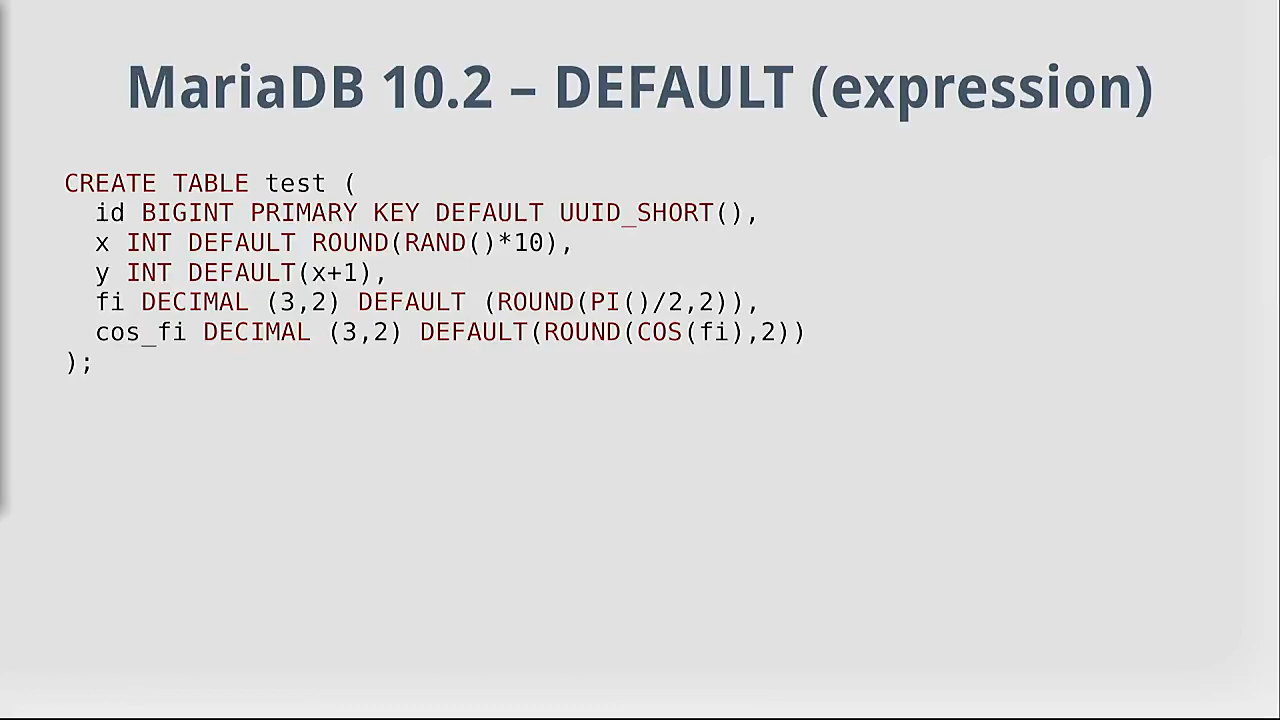 MariaDB 10.2 – DEFAULT (expression)
CREATE TABLE test (
  id BIGINT PRIMARY KEY DEFAULT UUID_SHORT(),
  x INT DEFAULT ROUND(RAND()*10),
  y INT DEFAULT(x+1),
  fi DECIMAL (3,2) DEFAULT (ROUND(PI()/2,2)),
  cos_fi DECIMAL (3,2) DEFAULT(ROUND(COS(fi),2))
);